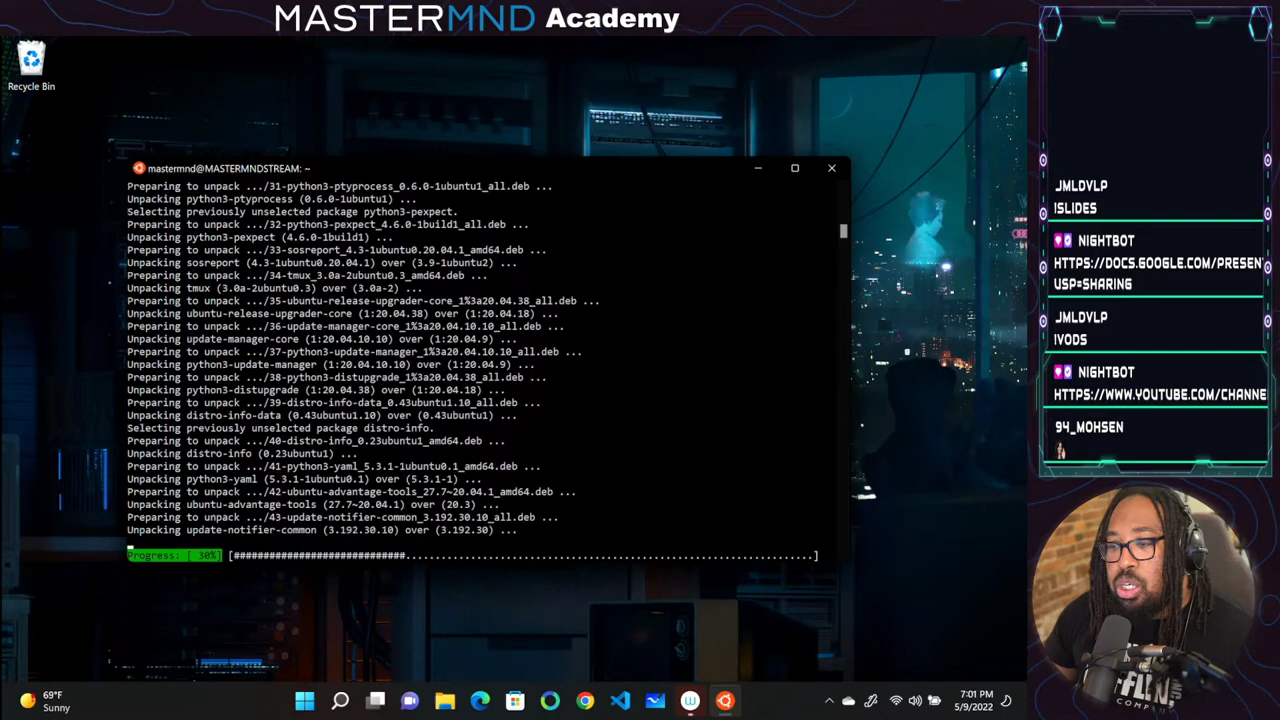 MASTERMND Academy
Recycle Bin
mastermnd@MASTERMNDSTREAM: ~
Preparing to unpack .../31-python3-ptyprocess_0.6.0-1ubuntu1_all.deb ...
Unpacking python3-ptyprocess (0.6.0-1ubuntu1) ...
Selecting previously unselected package python3-pexpect.
Preparing to unpack .../32-python3-pexpect_4.6.0-1build1_all.deb ...
Unpacking python3-pexpect (4.6.0-1build1) ...
Preparing to unpack .../33-sosreport_4.3-1ubuntu0.20.04.1_amd64.deb ...
Unpacking sosreport (4.3-1ubuntu0.20.04.1) over (3.9-1ubuntu2) ...
Preparing to unpack .../34-tmux_3.0a-2ubuntu0.3_amd64.deb ...
Unpacking tmux (3.0a-2ubuntu0.3) over (3.0a-2) ...
Preparing to unpack .../35-ubuntu-release-upgrader-core_1%3a20.04.38_all.deb ...
Unpacking ubuntu-release-upgrader-core (1:20.04.38) over (1:20.04.18) ...
Preparing to unpack .../36-update-manager-core_1%3a20.04.10.10_all.deb ...
Unpacking update-manager-core (1:20.04.10.10) over (1:20.04.9) ...
Preparing to unpack .../37-python3-update-manager_1%3a20.04.10.10_all.deb ...
Unpacking python3-update-manager (1:20.04.10.10) over (1:20.04.9) ...
Preparing to unpack .../38-python3-distupgrade_1%3a20.04.38_all.deb ...
Unpacking python3-distupgrade (1:20.04.38) over (1:20.04.18) ...
Preparing to unpack .../39-distro-info-data_0.43ubuntu1.10_all.deb ...
Unpacking distro-info-data (0.43ubuntu1.10) over (0.43ubuntu1) ...
Selecting previously unselected package distro-info.
Preparing to unpack .../40-distro-info_0.23ubuntu1_amd64.deb ...
Unpacking distro-info (0.23ubuntu1) ...
Preparing to unpack .../41-python3-yaml_5.3.1-1ubuntu0.1_amd64.deb ...
Unpacking python3-yaml (5.3.1-1ubuntu0.1) over (5.3.1-1) ...
Preparing to unpack .../42-ubuntu-advantage-tools_27.7~20.04.1_amd64.deb ...
Unpacking ubuntu-advantage-tools (27.7~20.04.1) over (20.3) ...
Preparing to unpack .../43-update-notifier-common_3.192.30.10_all.deb ...
Unpacking update-notifier-common (3.192.30.10) over (3.192.30) ...
Progress: [ 30%] [#############################.....................................................................]
JMLDVLP
!SLIDES
NIGHTBOT
HTTPS://DOCS.GOOGLE.COM/PRESEN
USP=SHARING
JMLDVLP
!VODS
NIGHTBOT
HTTPS://WWW.YOUTUBE.COM/CHANNE
94_MOHSEN
69°F
Sunny
7:01 PM
5/9/2022